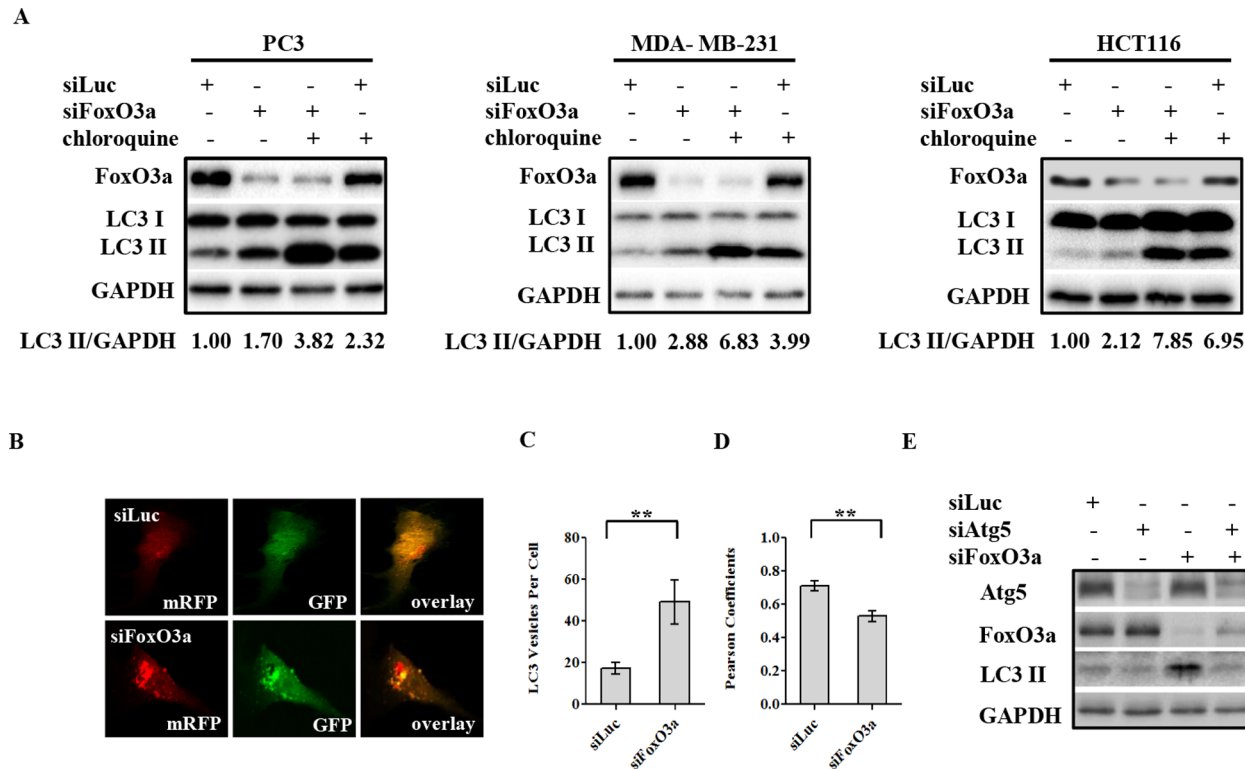 A
PC3
siLuc + - - +
siFoxO3a - + + -
chloroquine - - + +
FoxO3a
LC3 I
LC3 II
GAPDH
LC3 II/GAPDH 1.00 1.70 3.82 2.32
MDA- MB-231
siLuc + - - +
siFoxO3a - + + -
chloroquine - - + +
FoxO3a
LC3 I
LC3 II
GAPDH
LC3 II/GAPDH 1.00 2.88 6.83 3.99
HCT116
siLuc + - - +
siFoxO3a - + + -
chloroquine - - + +
FoxO3a
LC3 I
LC3 II
GAPDH
LC3 II/GAPDH 1.00 2.12 7.85 6.95
B
siLuc
mRFP
GFP
overlay
siFoxO3a
mRFP
GFP
overlay
C
**
LC3 Vesicles Per Cell
80
60
40
20
0
siLuc
siFoxO3a
D
**
Pearson Coefficients
1.0
0.8
0.6
0.4
0.2
0.0
siLuc
siFoxO3a
E
siLuc + - - -
siAtg5 - + - +
siFoxO3a - - + +
Atg5
FoxO3a
LC3 II
GAPDH